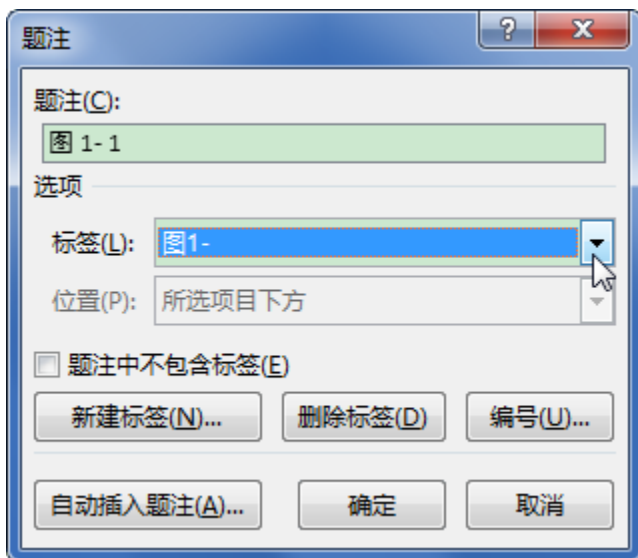 题注
题注(C):
图 1- 1
选项
标签(L): 图1-
位置(P): 所选项目下方
题注中不包含标签(E)
新建标签(N)... 删除标签(D) 编号(U)...
自动插入题注(A)... 确定 取消